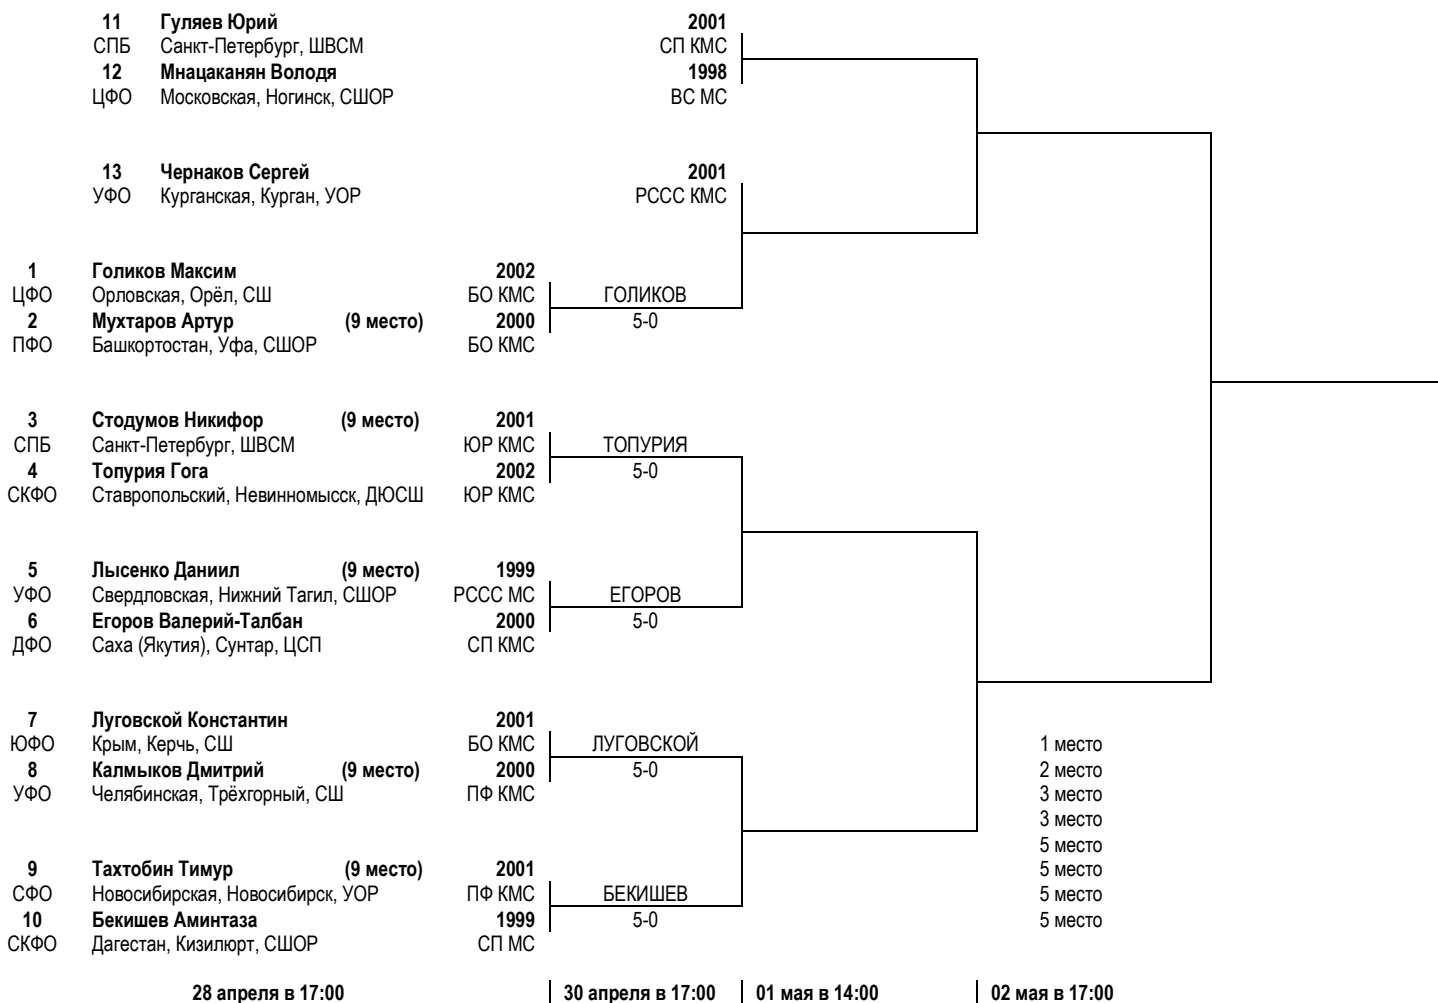 11 Гуляев Юрий 2001
СПБ Санкт-Петербург, ШВСМ СП КМС
12 Мнацаканян Володя 1998
ЦФО Московская, Ногинск, СШОР ВС МС
13 Чернаков Сергей 2001
УФО Курганская, Курган, УОР РССС КМС
1 Голиков Максим 2002
ЦФО Орловская, Орёл, СШ БО КМС ГОЛИКОВ
2 Мухтаров Артур (9 место) 2000 5-0
ПФО Башкортостан, Уфа, СШОР БО КМС
3 Стодумов Никифор (9 место) 2001
СПБ Санкт-Петербург, ШВСМ ЮР КМС ТОПУРИЯ
4 Топурия Гога 2002 5-0
СКФО Ставропольский, Невинномысск, ДЮСШ ЮР КМС
5 Лысенко Даниил (9 место) 1999
УФО Свердловская, Нижний Тагил, СШОР РССС МС ЕГОРОВ
6 Егоров Валерий-Талбан 2000 5-0
ДФО Саха (Якутия), Сунтар, ЦСП СП КМС
7 Луговской Константин 2001
ЮФО Крым, Керчь, СШ БО КМС ЛУГОВСКОЙ 1 место
8 Калмыков Дмитрий (9 место) 2000 5-0 2 место
УФО Челябинская, Трёхгорный, СШ ПФ КМС 3 место
3 место
5 место
9 Тахтобин Тимур (9 место) 2001 5 место
СФО Новосибирская, Новосибирск, УОР ПФ КМС БЕКИШЕВ 5 место
10 Бекишев Аминтаза 1999 5-0 5 место
СКФО Дагестан, Кизилюрт, СШОР СП МС
28 апреля в 17:00 30 апреля в 17:00 01 мая в 14:00 02 мая в 17:00